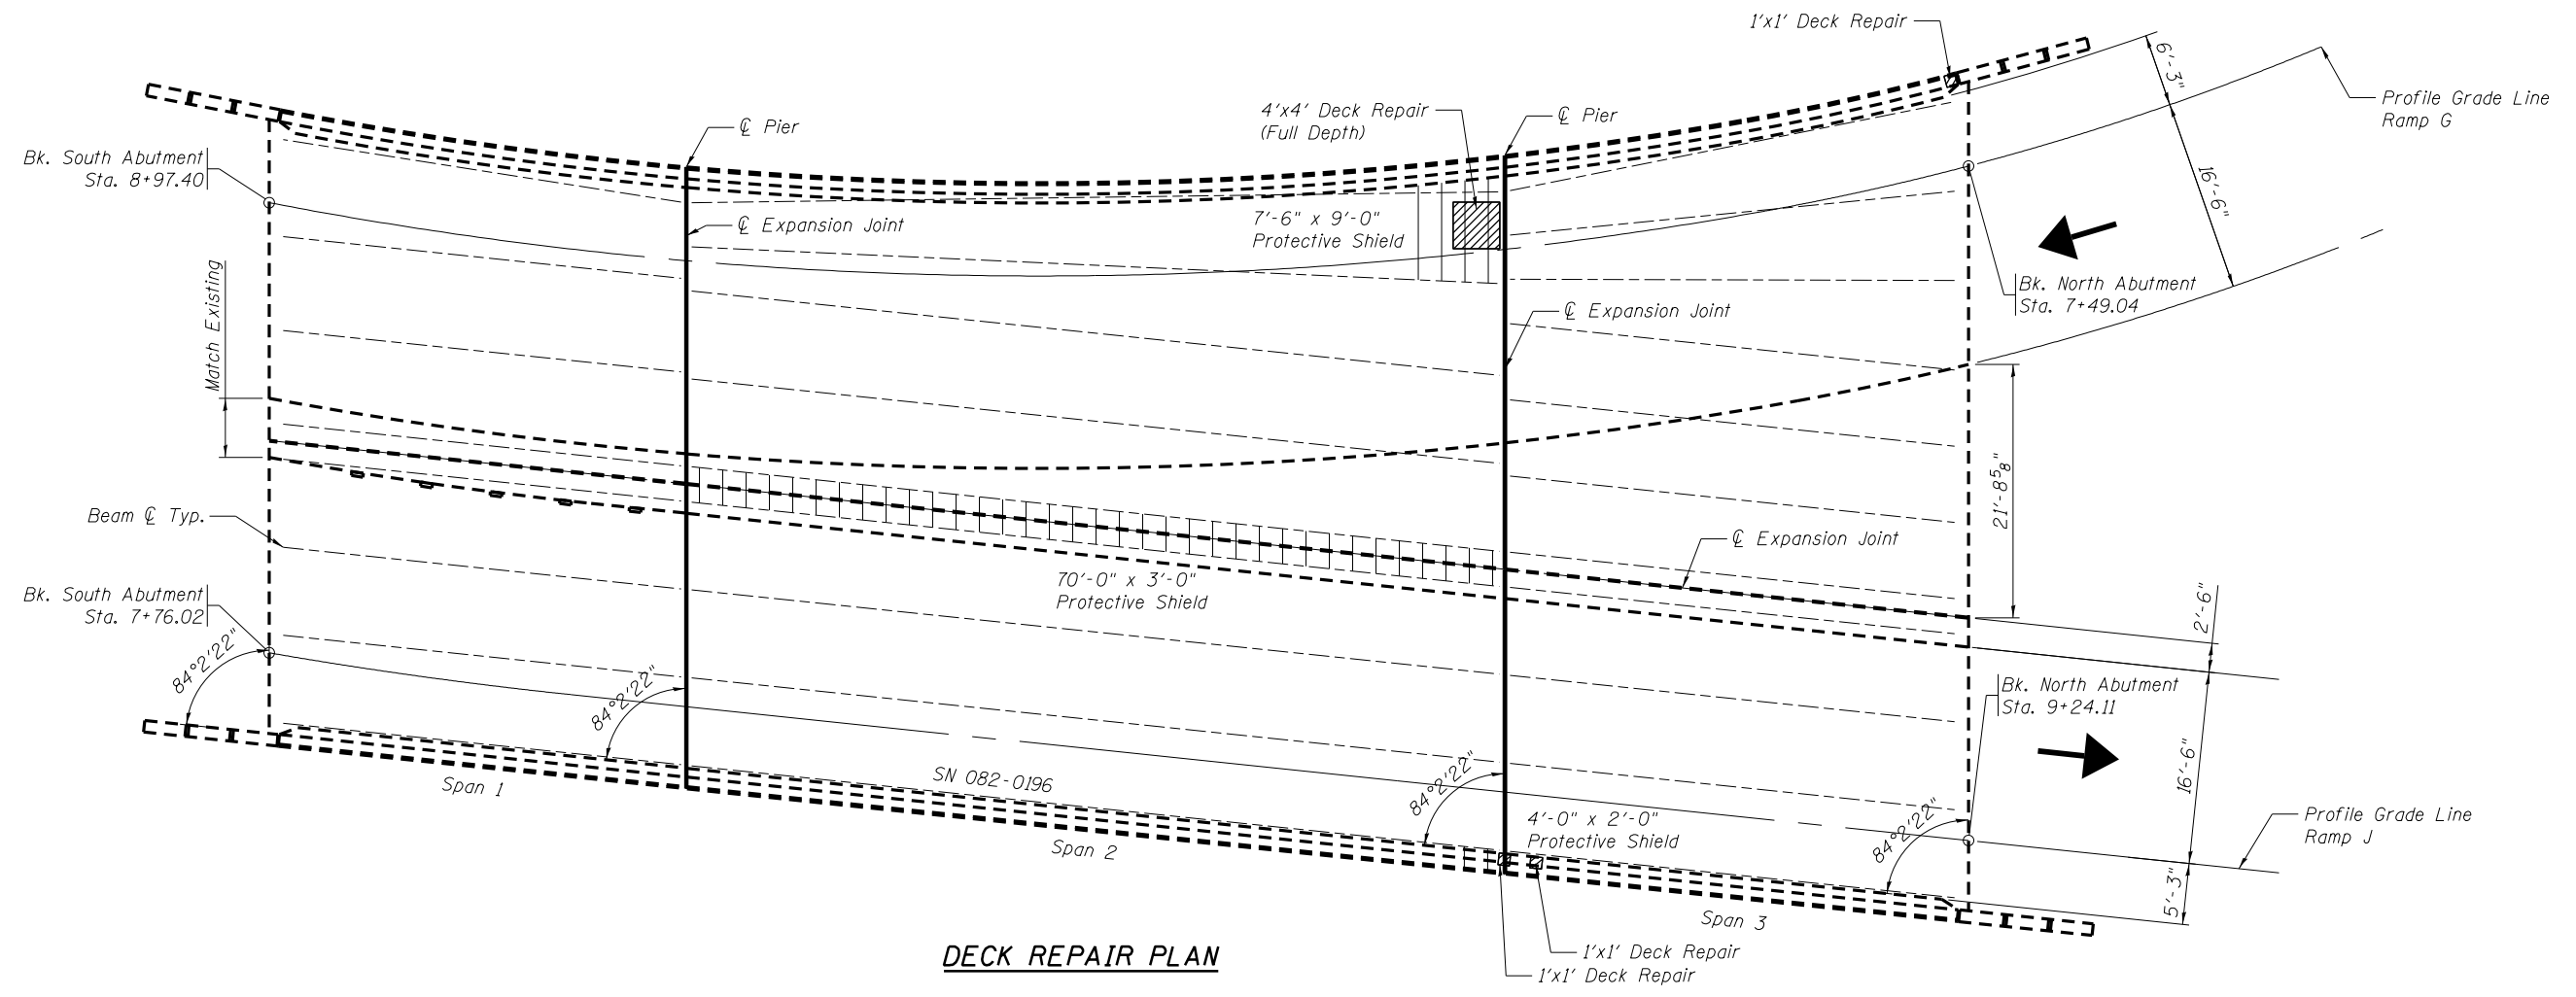 1'x1' Deck Repair
6'-3"
Profile Grade Line
Ramp G
4'x4' Deck Repair
(Full Depth)
℄ Pier
℄ Pier
Bk. South Abutment
Sta. 8+97.40
16'-6"
℄ Expansion Joint
7'-6" x 9'-0"
Protective Shield
Bk. North Abutment
Sta. 7+49.04
Match Existing
℄ Expansion Joint
21'-8 5/8"
Beam ℄ Typ.
℄ Expansion Joint
70'-0" x 3'-0"
Protective Shield
2'-6"
Bk. South Abutment
Sta. 7+76.02
84°2'22"
84°2'22"
Bk. North Abutment
Sta. 9+24.11
16'-6"
SN 082-0196
84°2'22"
Span 1
4'-0" x 2'-0"
Protective Shield
84°2'22"
Profile Grade Line
Ramp J
Span 2
5'-3"
Span 3
DECK REPAIR PLAN
1'x1' Deck Repair
1'x1' Deck Repair